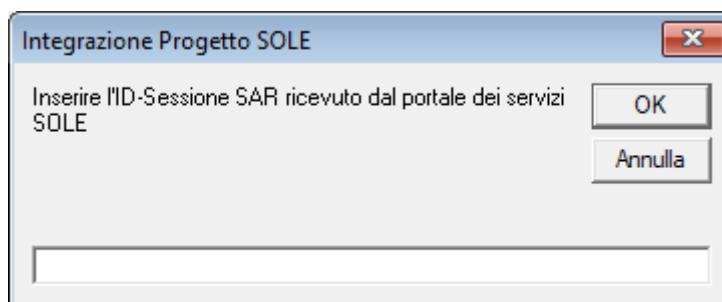 Integrazione Progetto SOLE
Inserire l'ID-Sessione SAR ricevuto dal portale dei servizi
SOLE
OK
Annulla